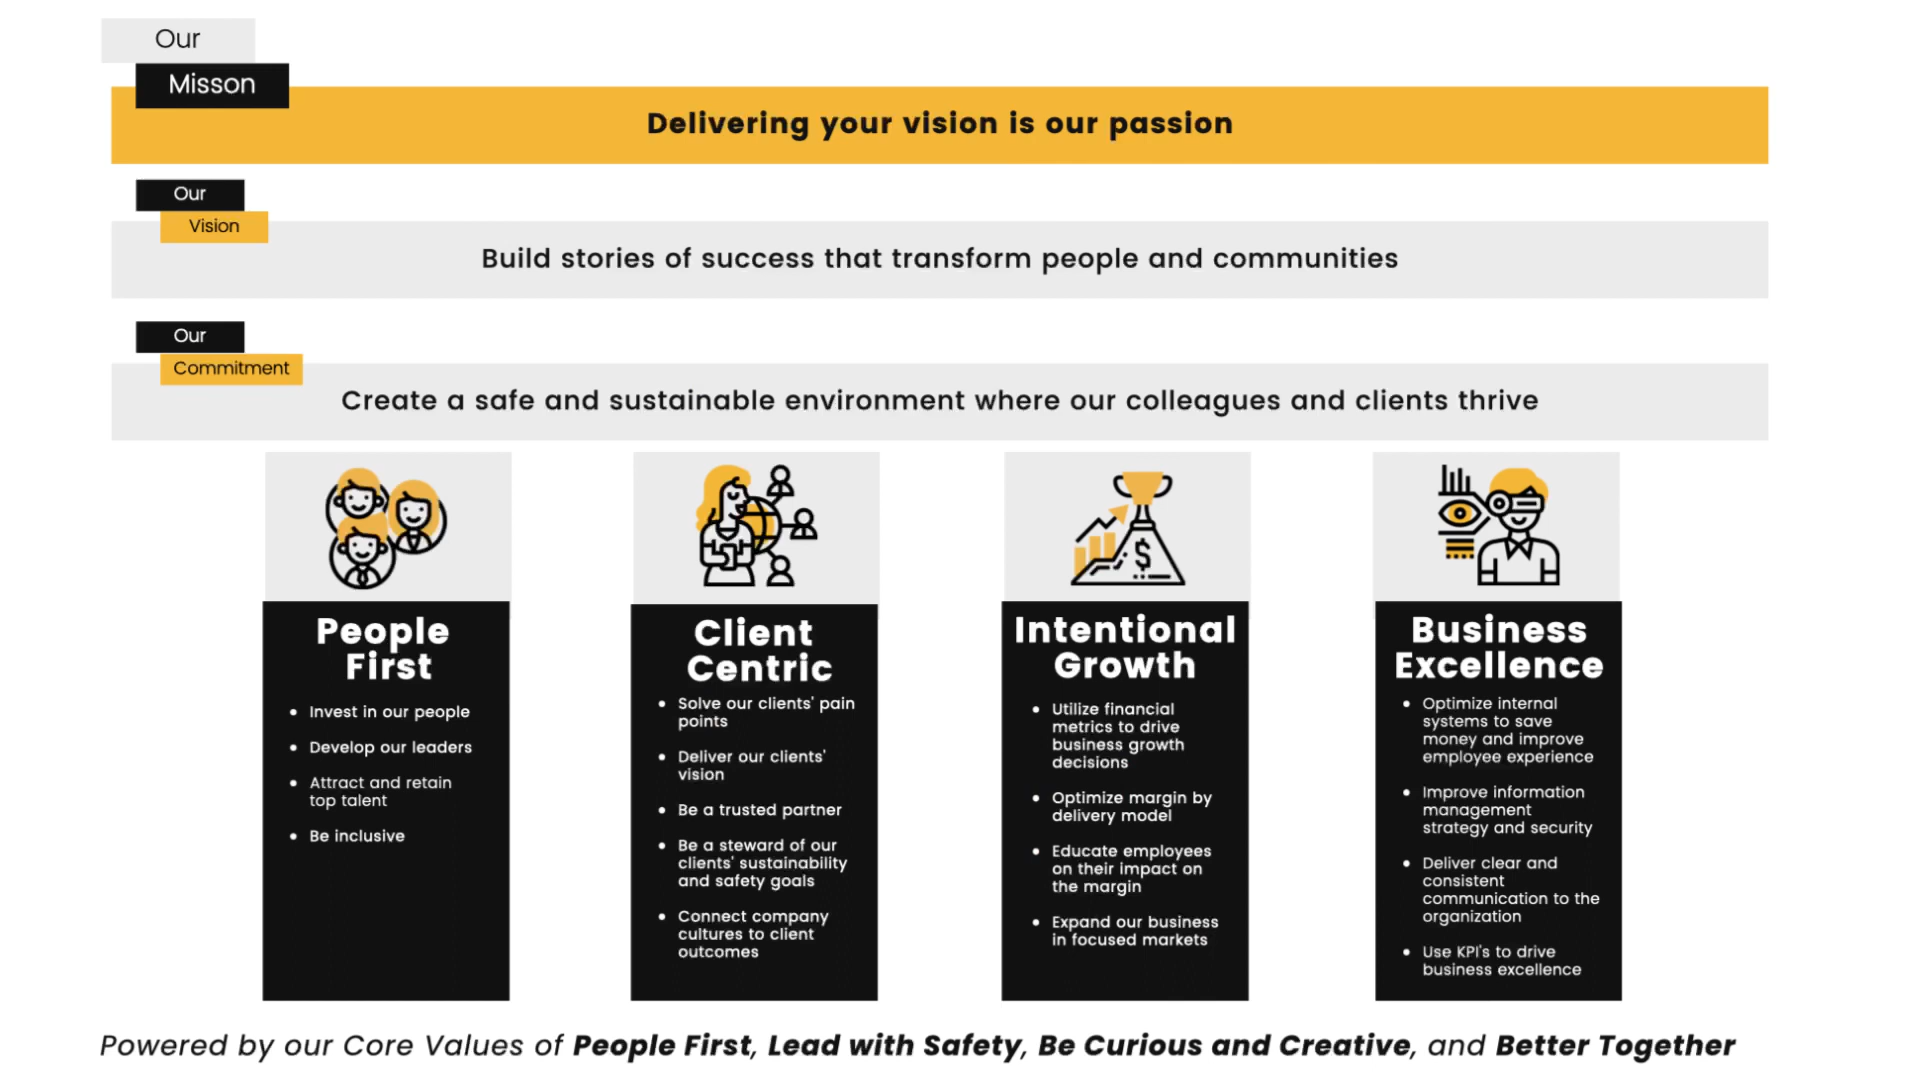 Our
Misson
Delivering your vision is our passion
Our
Vision
Build stories of success that transform people and communities
Our
Commitment
Create a safe and sustainable environment where our colleagues and clients thrive
$
People
First
• Invest in our people
• Develop our leaders
• Attract and retain
top talent
• Be inclusive
Client
Centric
• Solve our clients' pain
points
• Deliver our clients'
vision
• Be a trusted partner
• Be a steward of our
clients' sustainability
and safety goals
• Connect company
cultures to client
outcomes
Intentional
Growth
• Utilize financial
metrics to drive
business growth
decisions
• Optimize margin by
delivery model
• Educate employees
on their impact on
the margin
• Expand our business
in focused markets
Business
Excellence
• Optimize internal
systems to save
money and improve
employee experience
• Improve information
management
strategy and security
• Deliver clear and
consistent
communication to the
organization
• Use KPI's to drive
business excellence
Powered by our Core Values of People First, Lead with Safety, Be Curious and Creative, and Better Together